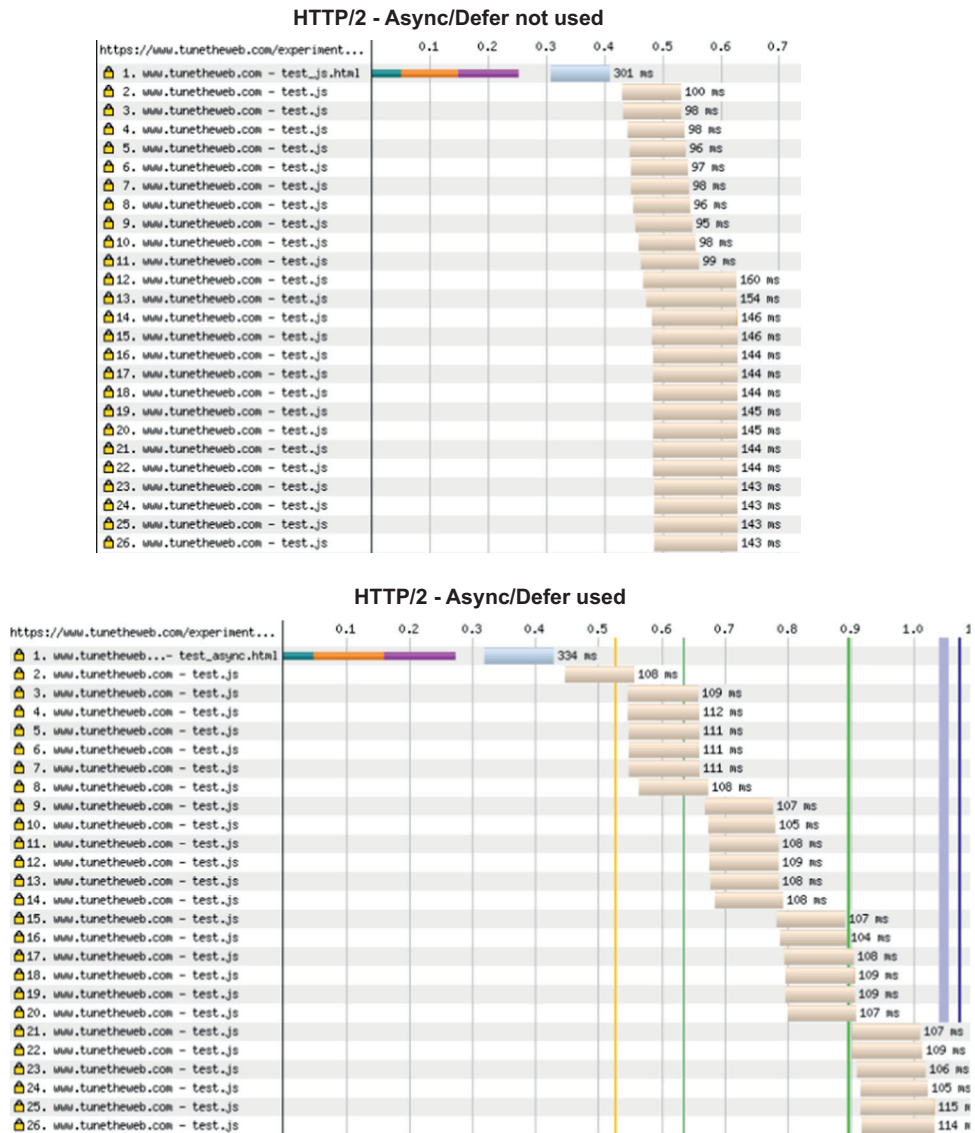 HTTP/2 - Async/Defer not used
https://www.tunetheweb.com/experiment... 0.1 0.2 0.3 0.4 0.5 0.6 0.7
1. www.tunetheweb.com - test_js.html 301 ms
2. www.tunetheweb.com - test.js 100 ms
3. www.tunetheweb.com - test.js 98 ms
4. www.tunetheweb.com - test.js 98 ms
5. www.tunetheweb.com - test.js 96 ms
6. www.tunetheweb.com - test.js 97 ms
7. www.tunetheweb.com - test.js 98 ms
8. www.tunetheweb.com - test.js 96 ms
9. www.tunetheweb.com - test.js 95 ms
10. www.tunetheweb.com - test.js 98 ms
11. www.tunetheweb.com - test.js 99 ms
12. www.tunetheweb.com - test.js 160 ms
13. www.tunetheweb.com - test.js 154 ms
14. www.tunetheweb.com - test.js 146 ms
15. www.tunetheweb.com - test.js 146 ms
16. www.tunetheweb.com - test.js 144 ms
17. www.tunetheweb.com - test.js 144 ms
18. www.tunetheweb.com - test.js 144 ms
19. www.tunetheweb.com - test.js 145 ms
20. www.tunetheweb.com - test.js 145 ms
21. www.tunetheweb.com - test.js 144 ms
22. www.tunetheweb.com - test.js 144 ms
23. www.tunetheweb.com - test.js 143 ms
24. www.tunetheweb.com - test.js 143 ms
25. www.tunetheweb.com - test.js 143 ms
26. www.tunetheweb.com - test.js 143 ms
HTTP/2 - Async/Defer used
https://www.tunetheweb.com/experiment... 0.1 0.2 0.3 0.4 0.5 0.6 0.7 0.8 0.9 1.0 1
1. www.tunetheweb...- test_async.html 334 ms
2. www.tunetheweb.com - test.js 108 ms
3. www.tunetheweb.com - test.js 109 ms
4. www.tunetheweb.com - test.js 112 ms
5. www.tunetheweb.com - test.js 111 ms
6. www.tunetheweb.com - test.js 111 ms
7. www.tunetheweb.com - test.js 111 ms
8. www.tunetheweb.com - test.js 108 ms
9. www.tunetheweb.com - test.js 107 ms
10. www.tunetheweb.com - test.js 105 ms
11. www.tunetheweb.com - test.js 108 ms
12. www.tunetheweb.com - test.js 109 ms
13. www.tunetheweb.com - test.js 108 ms
14. www.tunetheweb.com - test.js 108 ms
15. www.tunetheweb.com - test.js 107 ms
16. www.tunetheweb.com - test.js 104 ms
17. www.tunetheweb.com - test.js 108 ms
18. www.tunetheweb.com - test.js 109 ms
19. www.tunetheweb.com - test.js 109 ms
20. www.tunetheweb.com - test.js 107 ms
21. www.tunetheweb.com - test.js 107 ms
22. www.tunetheweb.com - test.js 109 ms
23. www.tunetheweb.com - test.js 106 ms
24. www.tunetheweb.com - test.js 105 ms
25. www.tunetheweb.com - test.js 115 m
26. www.tunetheweb.com - test.js 114 m